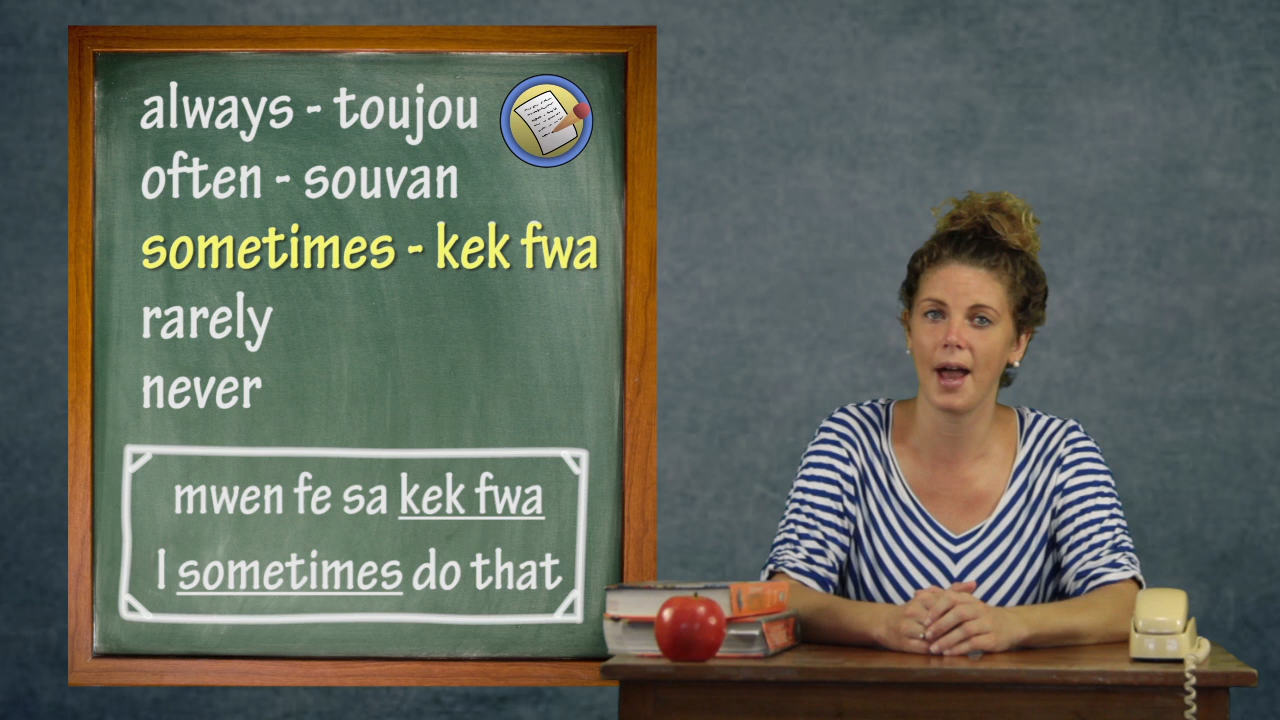 always - toujou
often - souvan
sometimes - kek fwa
rarely
never
mwen fe sa kek fwa
I sometimes do that